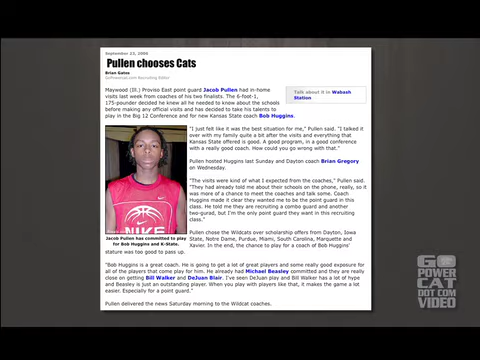 September 23, 2006
Pullen chooses Cats
Brian Gates
GoPowercat.com Recruiting Editor
Talk about it in Wabash
Station
Maywood (Ill.) Proviso East point guard Jacob Pullen had in-home
visits last week from coaches of his two finalists. The 6-foot-1,
175-pounder decided he knew all he needed to know about the schools
before making any official visits and has decided to take his talents to
play in the Big 12 Conference and for new Kansas State coach Bob Huggins.
"I just felt like it was the best situation for me," Pullen said. "I talked it
over with my family quite a bit after the visits and everything that
Kansas State offered is good. A good program, in a good conference
with a really good coach. How could you go wrong with that."
Pullen hosted Huggins last Sunday and Dayton coach Brian Gregory
on Wednesday.
"The visits were kind of what I expected from the coaches," Pullen said.
"They had already told me about their schools on the phone, really, so it
was more of a chance to meet the coaches and talk some. Coach
Huggins made it clear they wanted me to be the point guard in this
class. He told me they are recruiting a combo guard and another
two-gurad, but I'm the only point guard they want in this recruiting
class."
Jacob Pullen has committed to play
for Bob Huggins and K-State.
Pullen chose the Wildcats over scholarship offers from Dayton, Iowa
State, Notre Dame, Purdue, Miami, South Carolina, Marquette and
Xavier. In the end, the chance to play for a coach of Bob Huggins'
stature was too good to pass up.
"Bob Huggins is a great coach. He is going to get a lot of great players and some really good exposure for
all of the players that come play for him. He already had Michael Beasley committed and they are really
close on getting Bill Walker and DeJuan Blair. I've seen DeJuan play and Bill Walker has a lot of hype
and Beasley is just an outstanding player. When you play with players like that, it makes the game a lot
easier. Especially for a point guard."
Pullen delivered the news Saturday morning to the Wildcat coaches.
GO
POWER
CAT
DOT COM
VIDEO